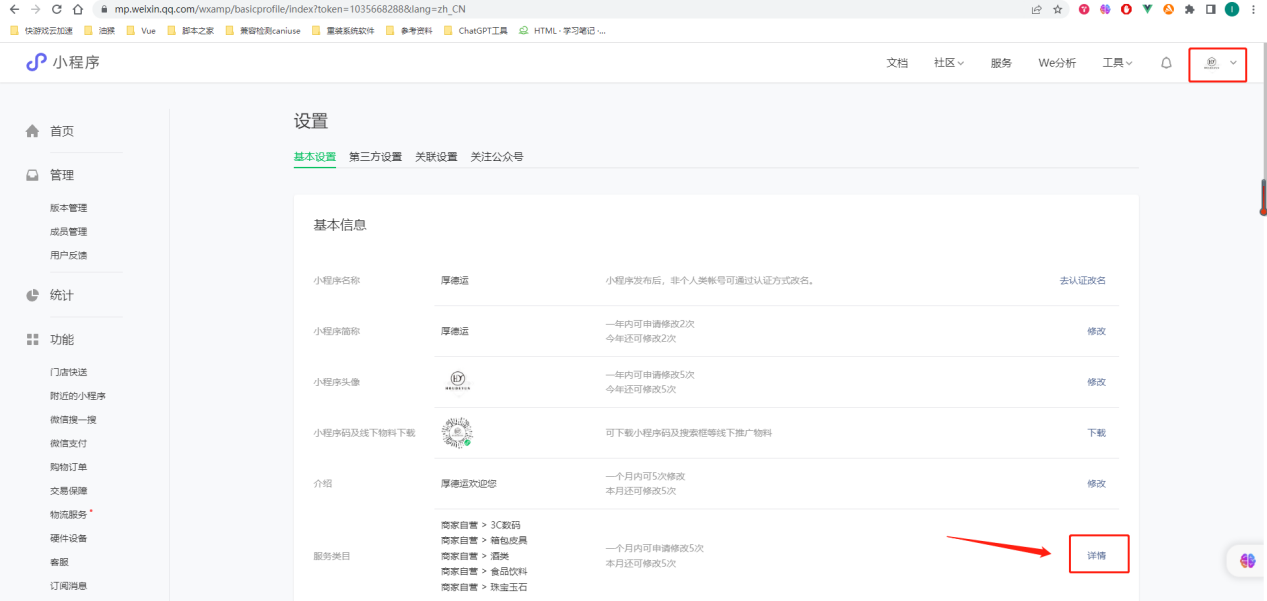 mp.weixin.qq.com/wxamp/basicprofile/index?token=1035668288&lang=zh_CN
快游戏云加速 油猴 Vue 脚本之家 兼容检测caniuse 重装系统软件 参考资料 ChatGPT工具 HTML · 学习笔记 ·...
小程序 文档 社区 服务 We分析 工具
首页
管理
版本管理
成员管理
用户反馈
统计
功能
门店快送
附近的小程序
微信搜一搜
微信支付
购物订单
交易保障
物流服务
硬件设备
客服
订阅消息
设置
基本设置 第三方设置 关联设置 关注公众号
基本信息
小程序名称 厚德运 小程序发布后，非个人类帐号可通过认证方式改名。 去认证改名
小程序简称 厚德运 一年内可申请修改2次
今年还可修改2次 修改
小程序头像 一年内可申请修改5次
今年还可修改5次 修改
小程序码及线下物料下载 可下载小程序码及搜索框等线下推广物料 下载
介绍 厚德运欢迎您 一个月内可5次修改
本月还可修改5次 修改
服务类目
商家自营 > 3C数码
商家自营 > 箱包皮具
商家自营 > 酒类
商家自营 > 食品饮料
商家自营 > 珠宝玉石
一个月内可申请修改5次
本月还可修改5次
详情